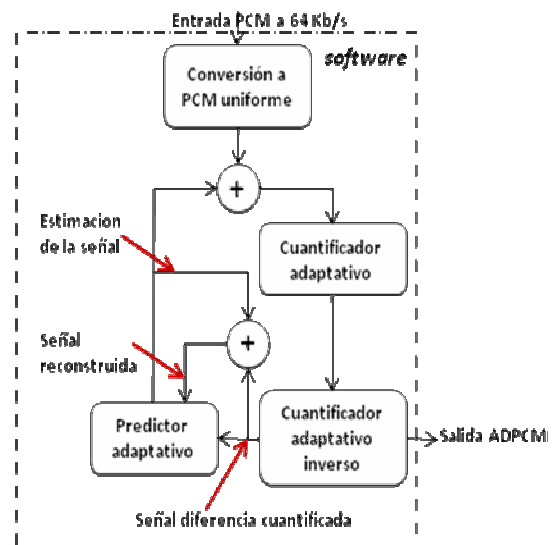 Entrada PCM a 64 Kb/s
software
Conversión a
PCM uniforme
+
Estimacion
de la señal
Cuantificador
adaptativo
Señal
reconstruida
+
Predictor
adaptativo
Cuantificador
adaptativo
inverso
Salida ADPCM
Señal diferencia cuantificada